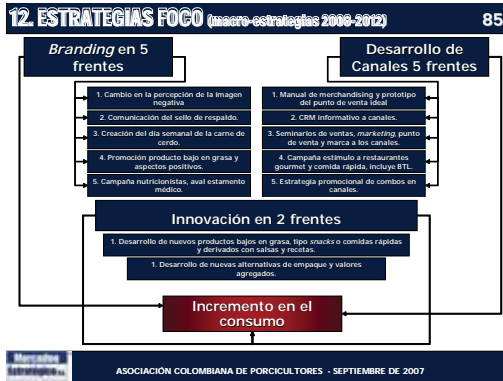 12. ESTRATEGIAS FOCO (macro estrategias 2008-2012)
85
Branding en 5
frentes
Desarrollo de
Canales 5 frentes
1. Cambio en la percepción de la imagen
negativa
2. Comunicación del sello de respaldo.
3. Creación del día semanal de la carne de
cerdo.
4. Promoción producto bajo en grasa y
aspectos positivos.
5. Campaña nutricionistas, aval estamento
médico.
1. Manual de merchandising y prototipo
del punto de venta ideal
2. CRM informativo a canales.
3. Seminarios de ventas, marketing, punto
de venta y marca a los canales.
4. Campaña estímulo a restaurantes
gourmet y comida rápida, incluye BTL.
5. Estrategia promocional de combos en
canales.
Innovación en 2 frentes
1. Desarrollo de nuevos productos bajos en grasa, tipo snacks o comidas rápidas
y derivados con salsas y recetas.
1. Desarrollo de nuevas alternativas de empaque y valores
agregados.
Incremento en el
consumo
Mercadeo
Estratégico
ASOCIACIÓN COLOMBIANA DE PORCICULTORES - SEPTIEMBRE DE 2007